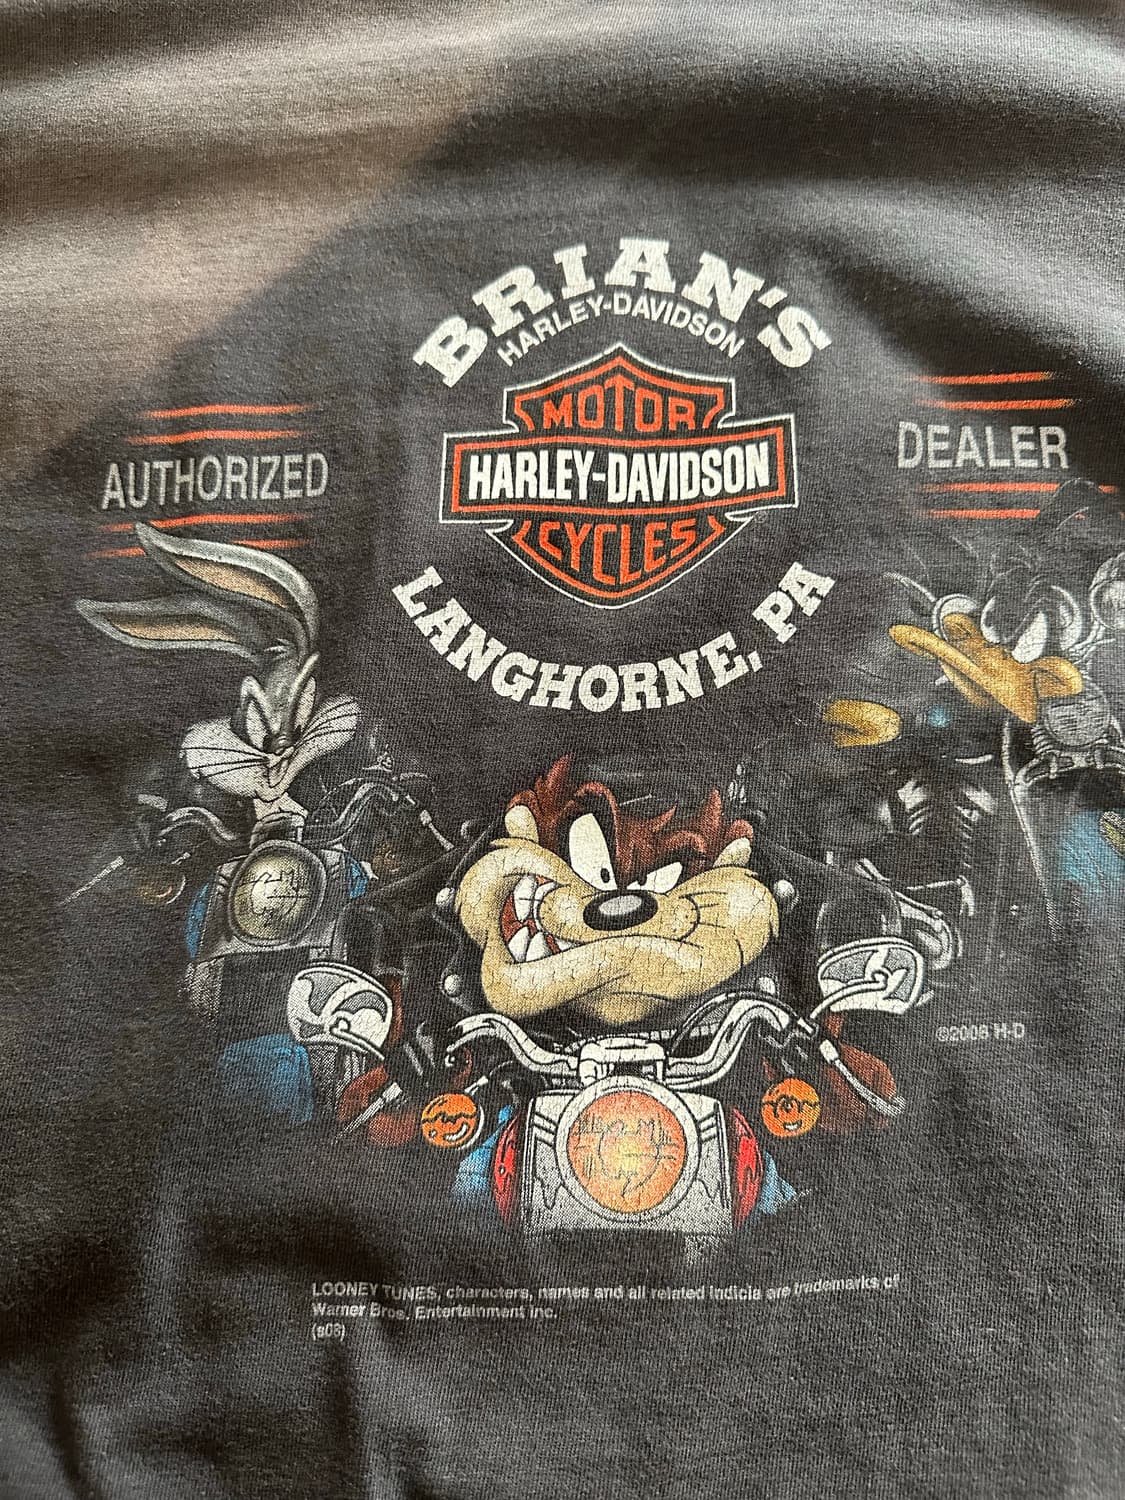 BRIAN'S
HARLEY-DAVIDSON
MOTOR
HARLEY-DAVIDSON
CYCLES
AUTHORIZED
DEALER
LANGHORNE, PA
©2008 H-D
LOONEY TUNES, characters, names and all related indicia are trademarks of
Warner Bros. Entertainment Inc.
(s08)